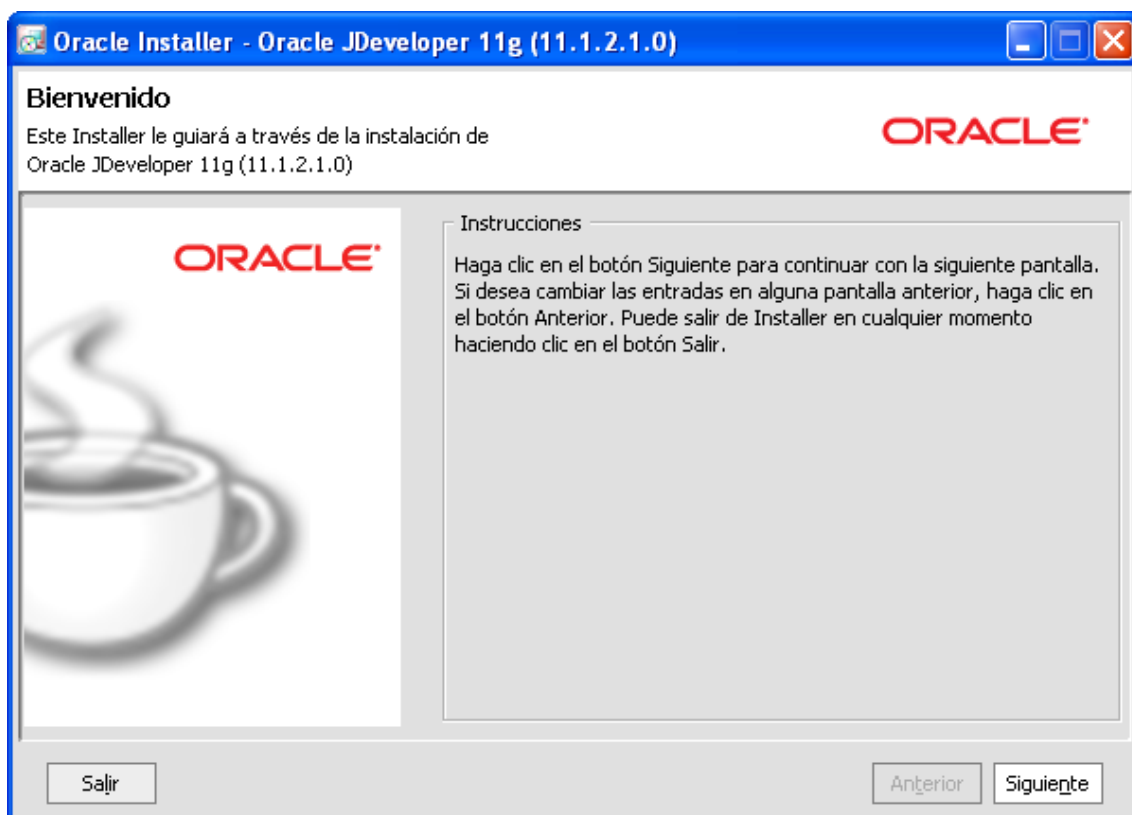 Oracle Installer - Oracle JDeveloper 11g (11.1.2.1.0)
Bienvenido
Este Installer le guiará a través de la instalación de
Oracle JDeveloper 11g (11.1.2.1.0)
ORACLE
ORACLE
Instrucciones
Haga clic en el botón Siguiente para continuar con la siguiente pantalla.
Si desea cambiar las entradas en alguna pantalla anterior, haga clic en
el botón Anterior. Puede salir de Installer en cualquier momento
haciendo clic en el botón Salir.
Salir
Anterior
Siguiente